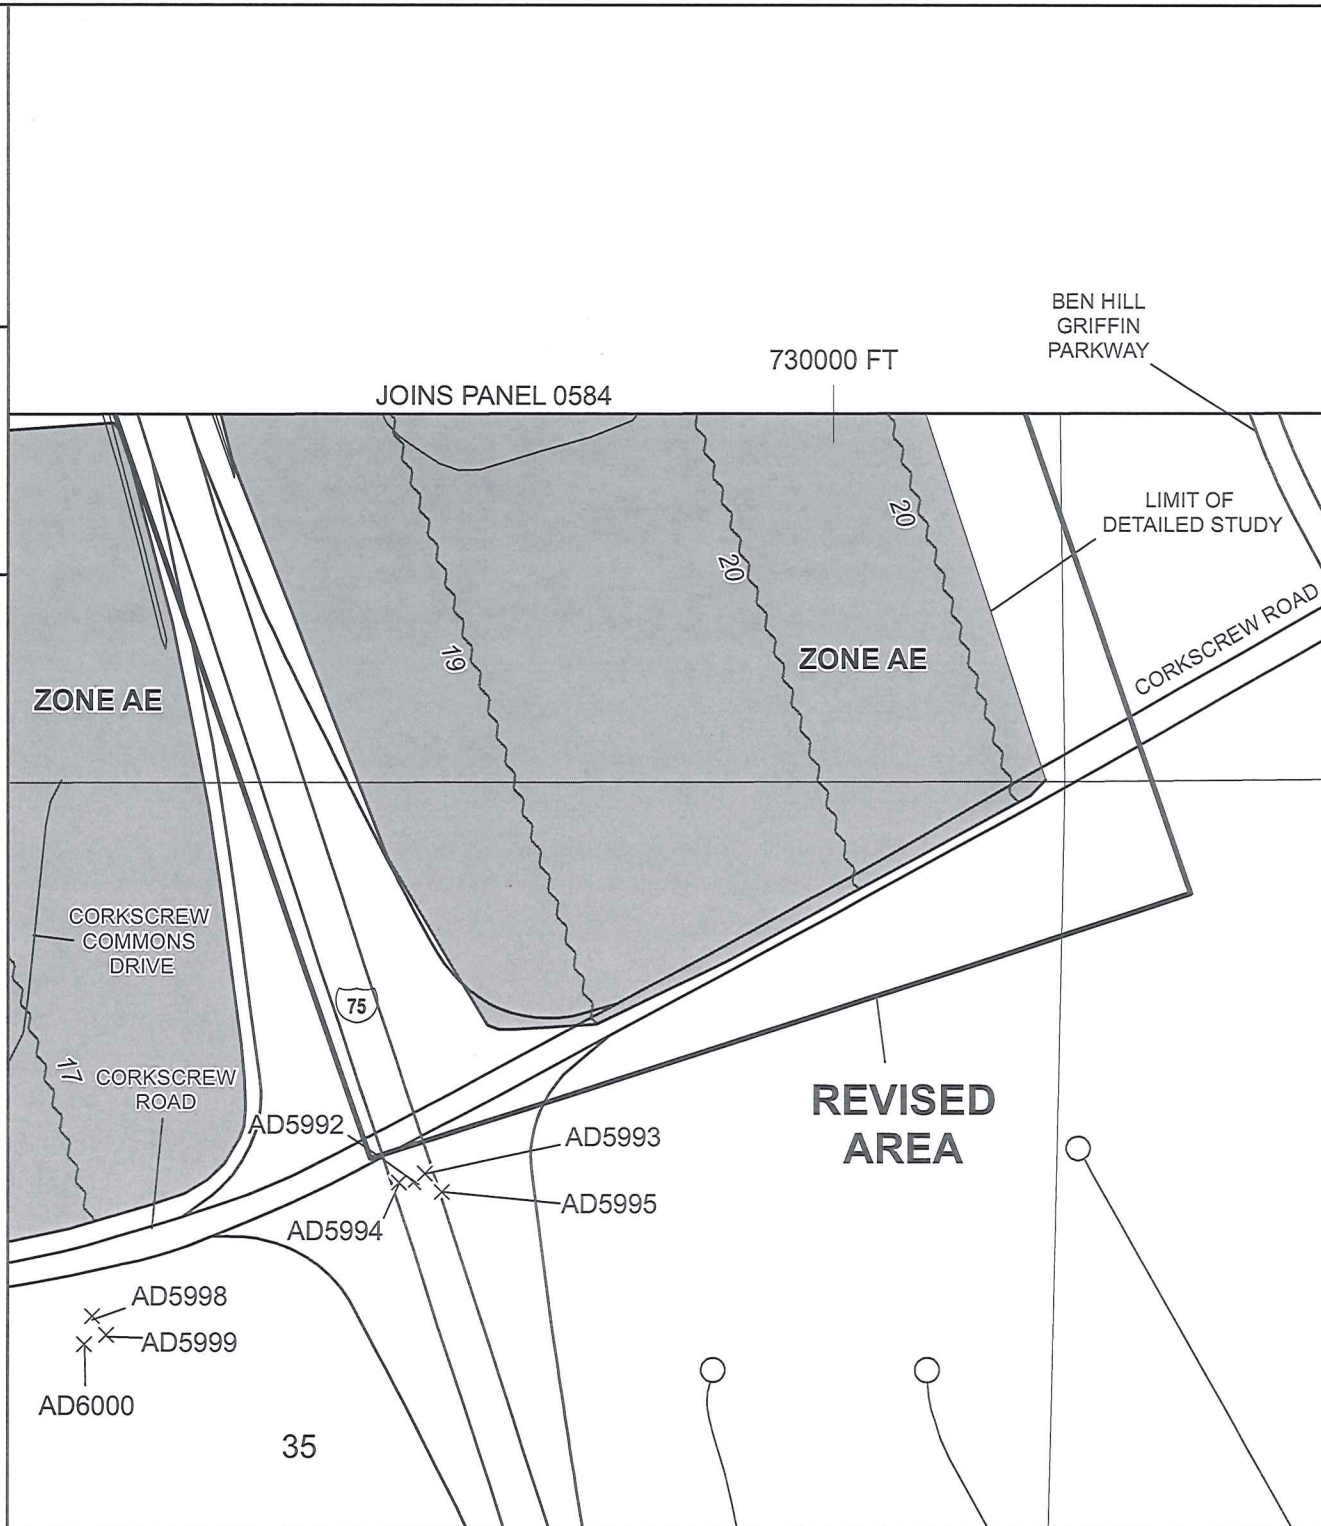 BEN HILL
GRIFFIN
PARKWAY
730000 FT
JOINS PANEL 0584
LIMIT OF
DETAILED STUDY
20
20
19
ZONE AE
CORKSCREW ROAD
ZONE AE
CORKSCREW
COMMONS
DRIVE
75
17
CORKSCREW
ROAD
REVISED
AREA
AD5992
AD5993
AD5995
AD5994
AD5998
AD5999
AD6000
35